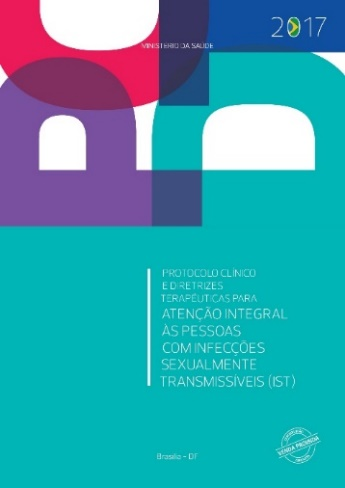 2017
MINISTÉRIO DA SAÚDE
PROTOCOLO CLÍNICO
E DIRETRIZES
TERAPÊUTICAS PARA
ATENÇÃO INTEGRAL
ÀS PESSOAS
COM INFECÇÕES
SEXUALMENTE
TRANSMISSÍVEIS (IST)
VENDA PROIBIDA
Brasília - DF